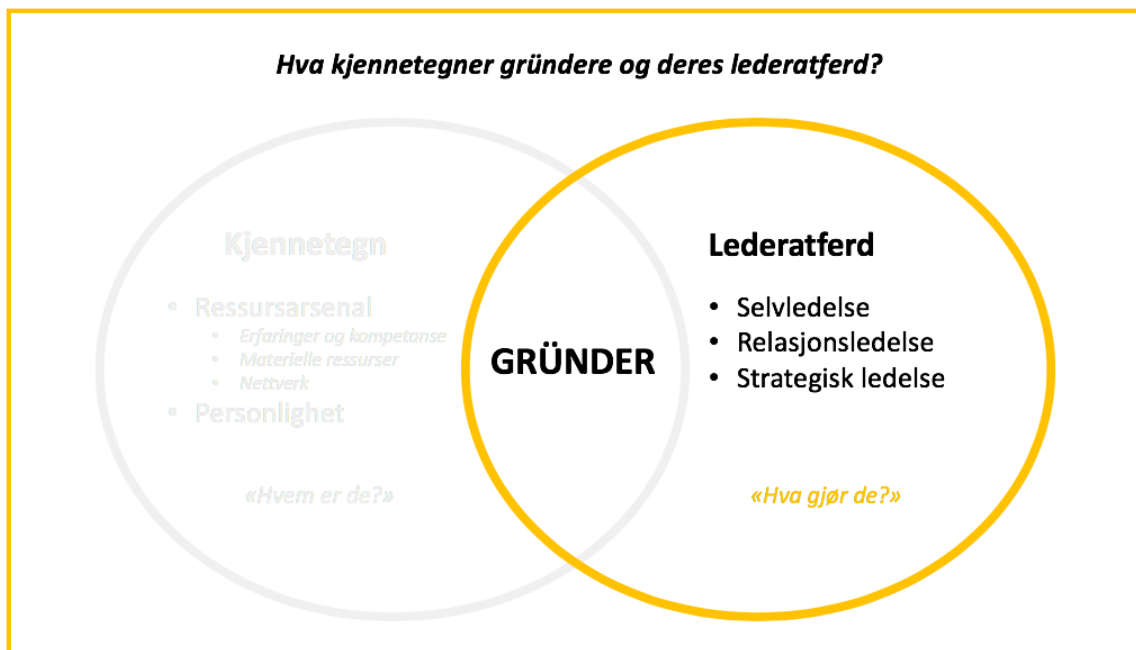 Hva kjennetegner gründere og deres lederatferd?
Kjennetegn
• Ressursarsenal
• Erfaringer og kompetanse
• Materielle ressurser
• Nettverk
• Personlighet
«Hvem er de?»
GRÜNDER
Lederatferd
• Selvledelse
• Relasjonsledelse
• Strategisk ledelse
«Hva gjør de?»